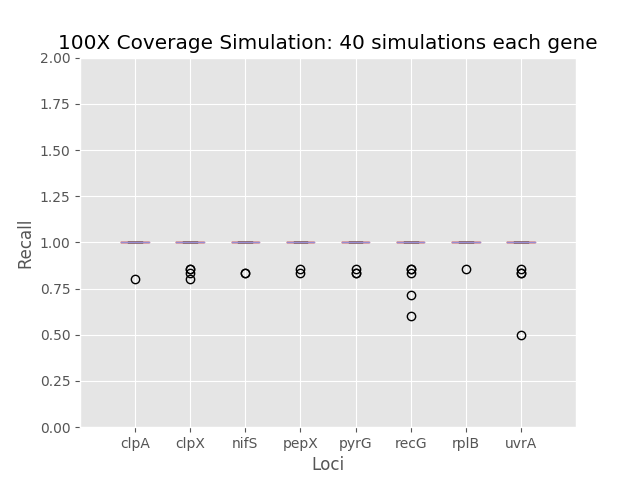 100X Coverage Simulation: 40 simulations each gene
2.00
1.75
1.50
1.25
1.00
0.75
0.50
0.25
0.00
Recall
clpA clpX nifS pepX pyrG recG rplB uvrA
Loci